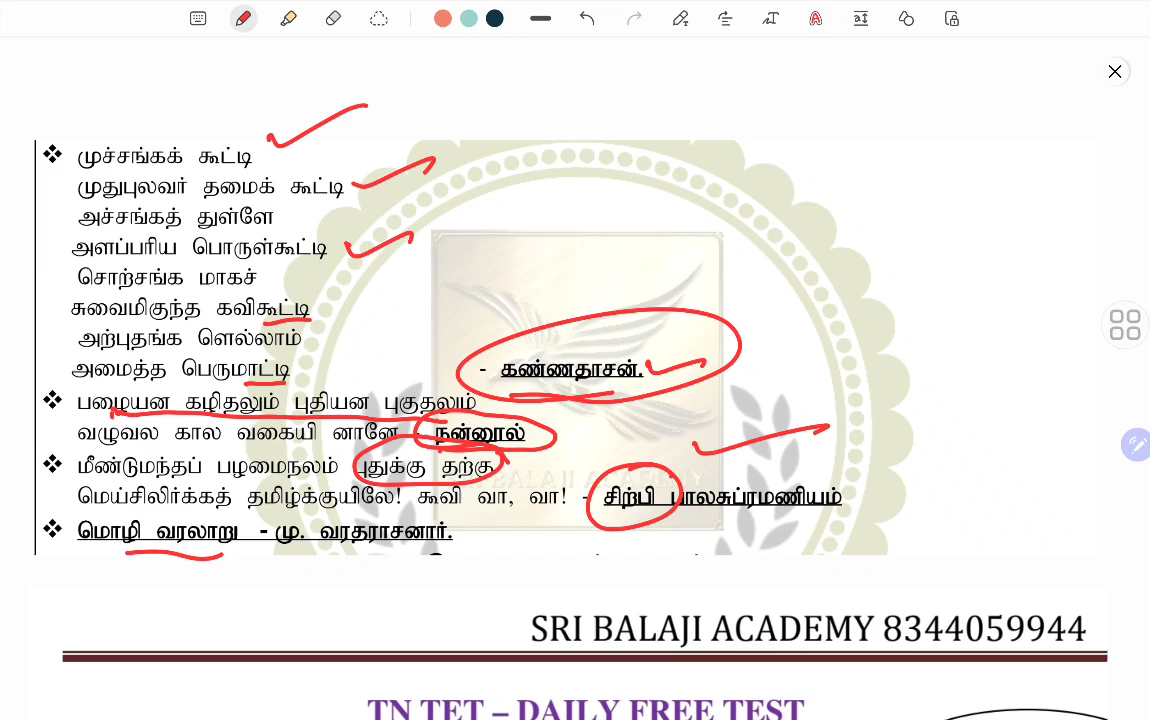 ❖ முச்சங்கக் கூட்டி
முதுபுலவர் தமைக் கூட்டி
அச்சங்கத் துள்ளே
அளப்பரிய பொருள்கூட்டி
சொற்சங்க மாகச்
சுவைமிகுந்த கவிகூட்டி
அற்புதங்க ளெல்லாம்
அமைத்த பெருமாட்டி - கண்ணதாசன்.
❖ பழையன கழிதலும் புதியன புகுதலும்
வழுவல கால வகையி னானே - நன்னூல்
❖ மீண்டுமந்தப் பழமைநலம் புதுக்கு தற்கு
மெய்சிலிர்க்கத் தமிழ்க்குயிலே! கூவி வா, வா! - சிற்பி பாலசுப்ரமணியம்
❖ மொழி வரலாறு - மு. வரதராசனார்.
SRI BALAJI ACADEMY 8344059944
TN TET – DAILY FREE TEST